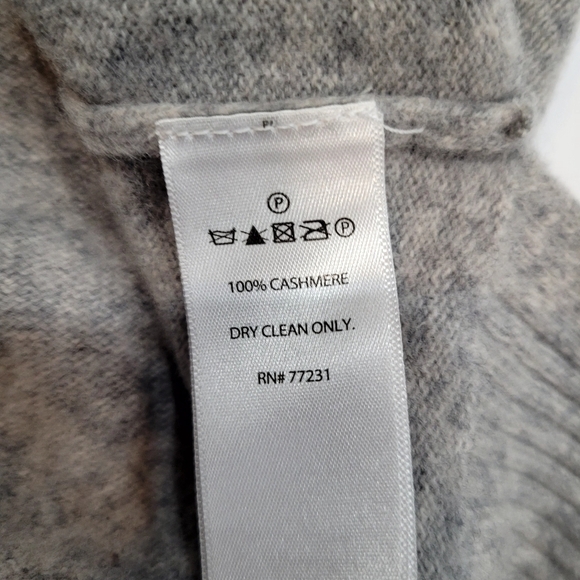 P
P
100% CASHMERE
DRY CLEAN ONLY.
RN# 77231